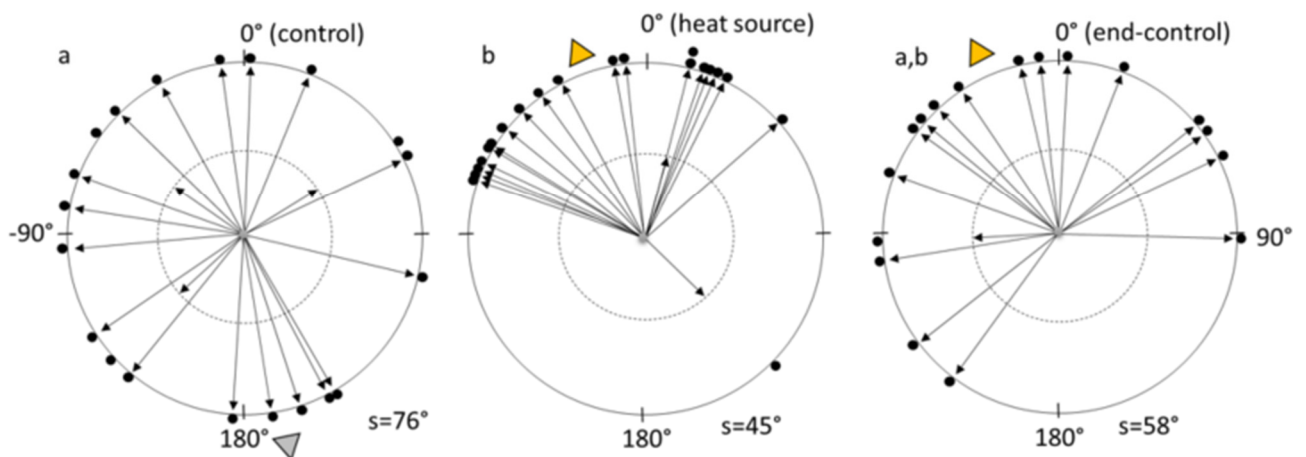 a
0° (control)
-90°
180°
s=76°
b
0° (heat source)
180°
s=45°
a,b
0° (end-control)
90°
180°
s=58°